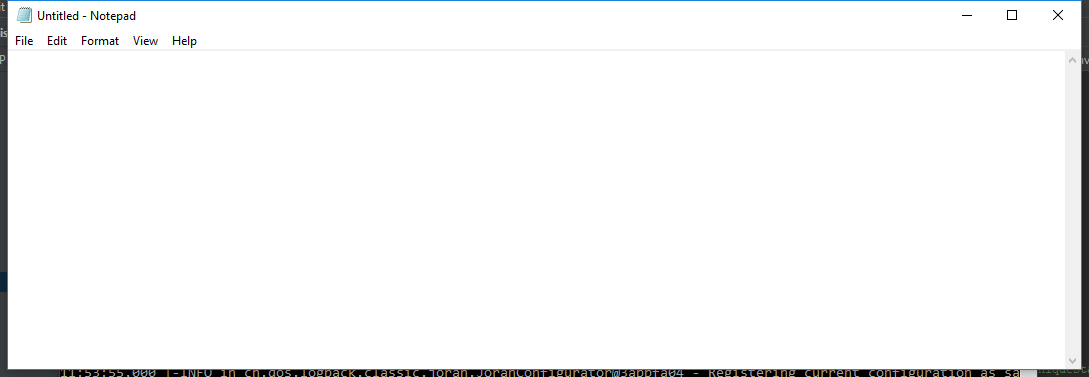 Untitled - Notepad
File Edit Format View Help
11:53:55.000 |-INFO in ch.qos.logback.classic.joran.JoranConfigurator@3abbfa04 - Registering current configuration as sa